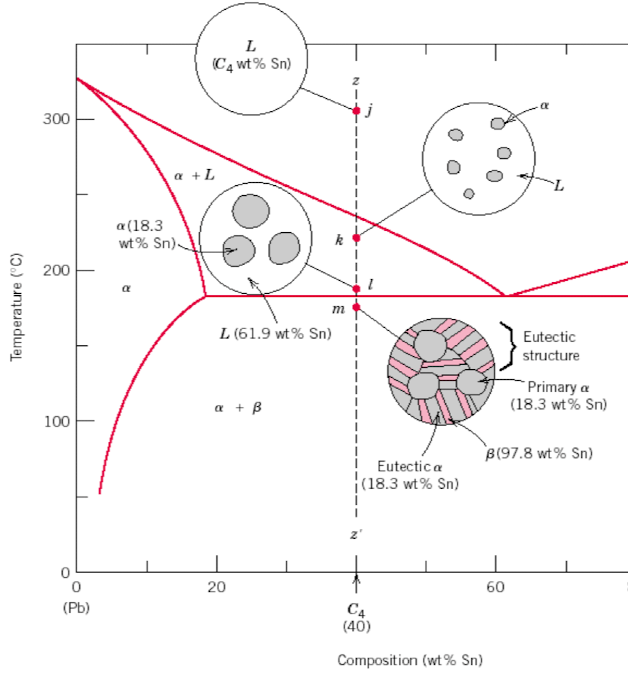 L
(C₄ wt% Sn)
z
j
α
300
α + L
L
α (18.3
wt% Sn)
k
Temperature (°C)
200
l
α
m
L (61.9 wt% Sn)
Eutectic
structure
Primary α
(18.3 wt% Sn)
α + β
100
β (97.8 wt% Sn)
Eutectic α
(18.3 wt% Sn)
z'
0
0
20
60
80
(Pb)
C₄
(40)
Composition (wt% Sn)